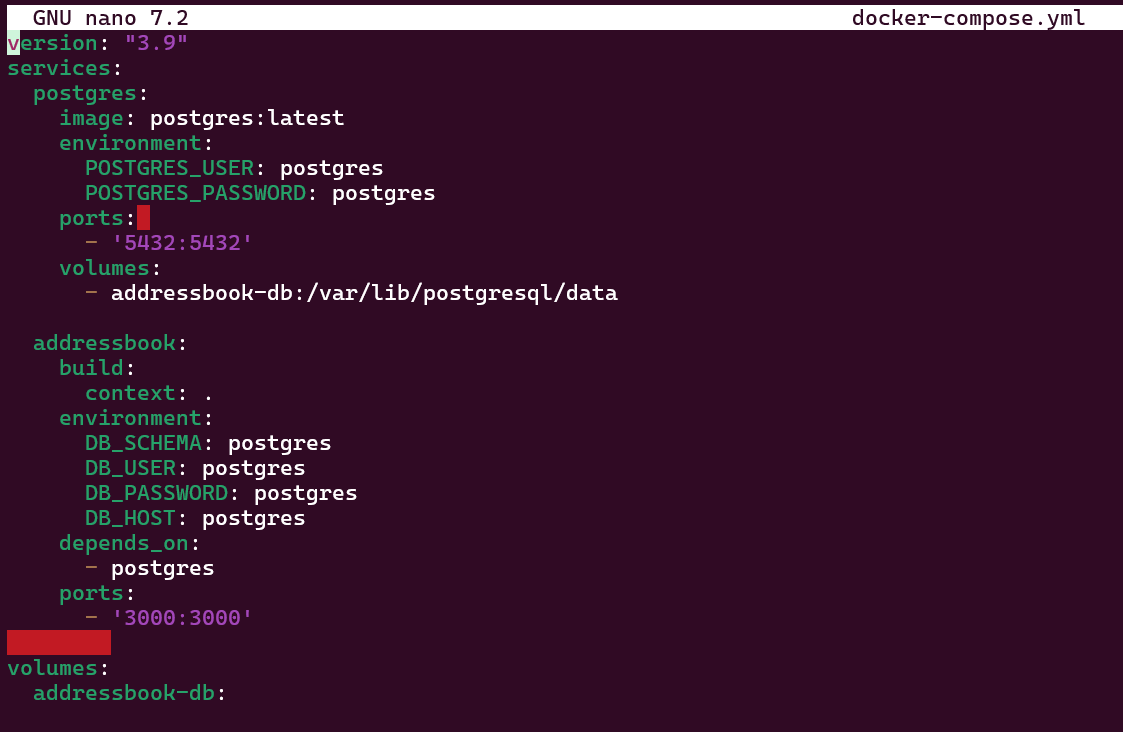 GNU nano 7.2 docker-compose.yml
version: "3.9"
services:
  postgres:
    image: postgres:latest
    environment:
      POSTGRES_USER: postgres
      POSTGRES_PASSWORD: postgres
    ports:
      - '5432:5432'
    volumes:
      - addressbook-db:/var/lib/postgresql/data

  addressbook:
    build:
      context: .
    environment:
      DB_SCHEMA: postgres
      DB_USER: postgres
      DB_PASSWORD: postgres
      DB_HOST: postgres
    depends_on:
      - postgres
    ports:
      - '3000:3000'

volumes:
  addressbook-db: